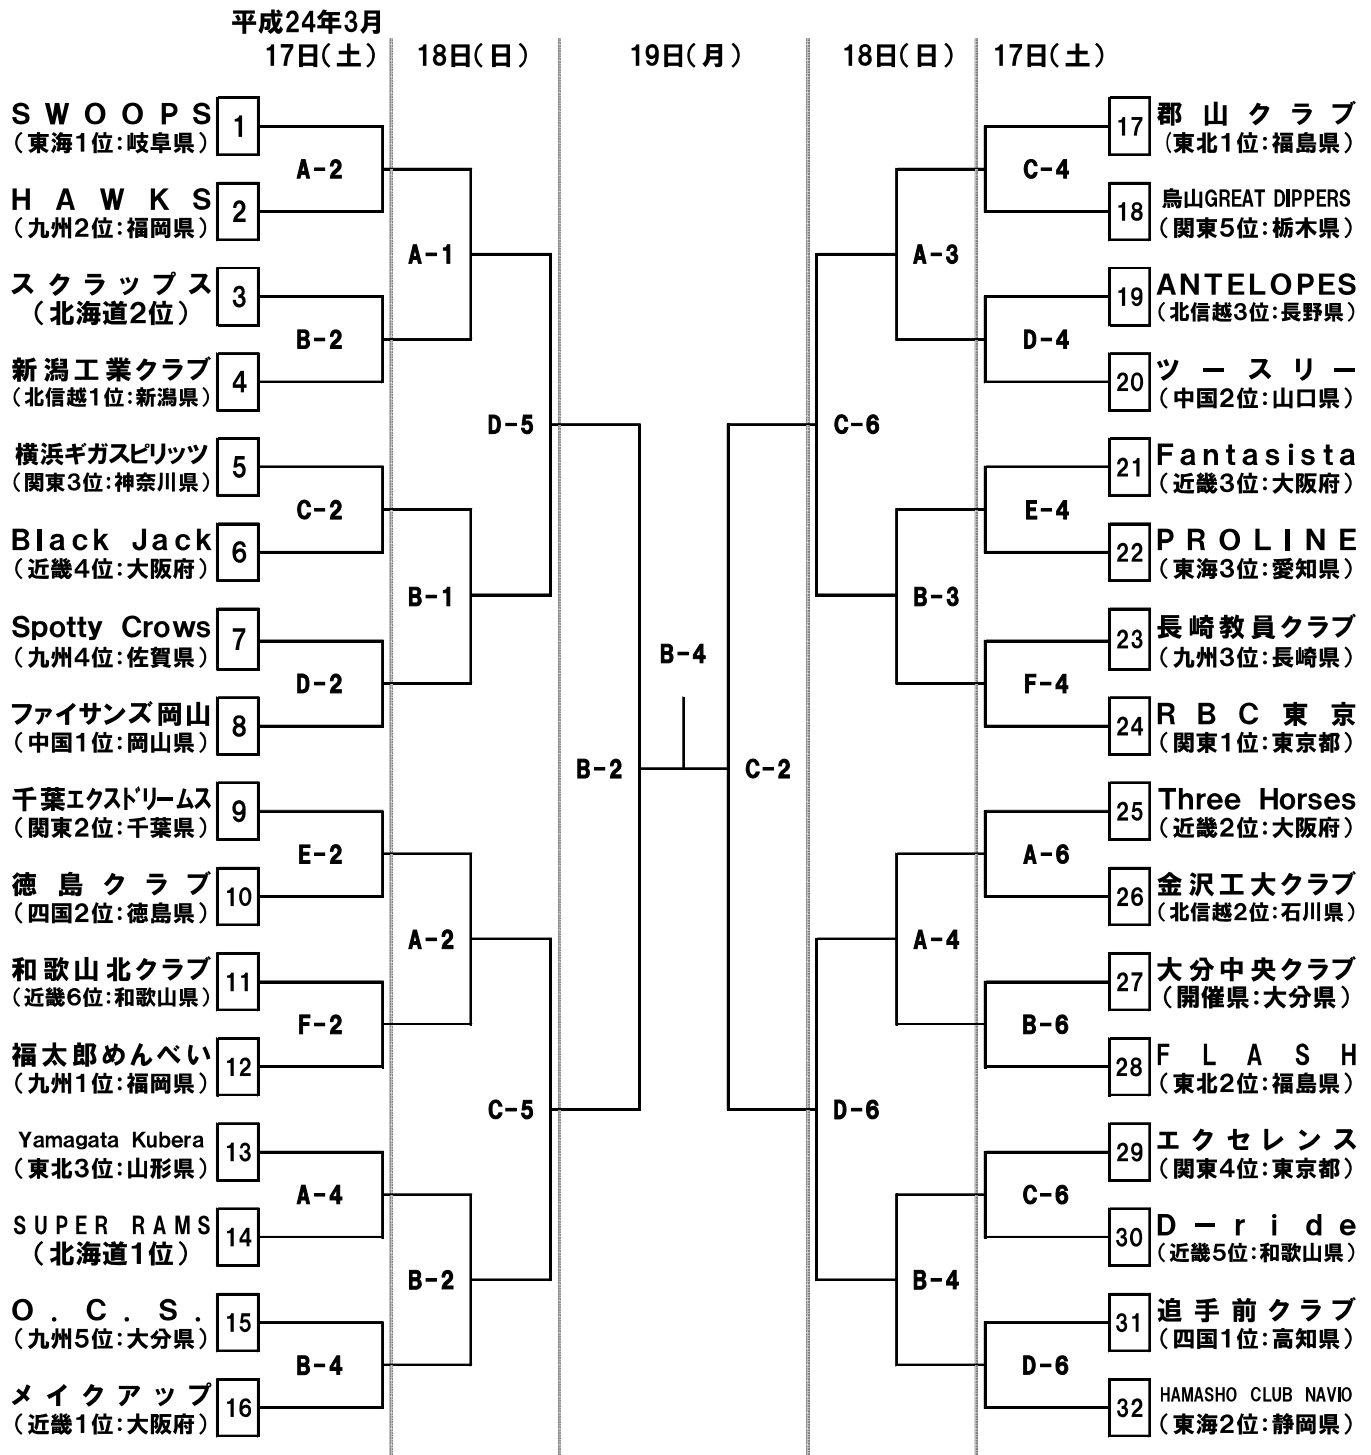 平成24年3月
17日(土) 18日(日) 19日(月) 18日(日) 17日(土)
SWOOPS
(東海1位:岐阜県)
1
A-2
HAWKS
(九州2位:福岡県)
2
A-1
スクラップス
(北海道2位)
3
B-2
新潟工業クラブ
(北信越1位:新潟県)
4
D-5
横浜ギガスピリッツ
(関東3位:神奈川県)
5
C-2
Black Jack
(近畿4位:大阪府)
6
B-1
Spotty Crows
(九州4位:佐賀県)
7
D-2
ファイサンズ岡山
(中国1位:岡山県)
8
B-2
千葉エクスドリームス
(関東2位:千葉県)
9
E-2
徳島クラブ
(四国2位:徳島県)
10
A-2
和歌山北クラブ
(近畿6位:和歌山県)
11
F-2
福太郎めんべい
(九州1位:福岡県)
12
C-5
Yamagata Kubera
(東北3位:山形県)
13
A-4
SUPER RAMS
(北海道1位)
14
B-2
O.C.S.
(九州5位:大分県)
15
B-4
メイクアップ
(近畿1位:大阪府)
16
B-4
17
郡山クラブ
(東北1位:福島県)
C-4
18
烏山GREAT DIPPERS
(関東5位:栃木県)
A-3
19
ANTELOPES
(北信越3位:長野県)
D-4
20
ツースリー
(中国2位:山口県)
C-6
21
Fantasista
(近畿3位:大阪府)
E-4
22
PROLINE
(東海3位:愛知県)
B-3
23
長崎教員クラブ
(九州3位:長崎県)
F-4
24
RBC東京
(関東1位:東京都)
C-2
25
Three Horses
(近畿2位:大阪府)
A-6
26
金沢工大クラブ
(北信越2位:石川県)
A-4
27
大分中央クラブ
(開催県:大分県)
B-6
28
FLASH
(東北2位:福島県)
D-6
29
エクセレンス
(関東4位:東京都)
C-6
30
D-ride
(近畿5位:和歌山県)
B-4
31
追手前クラブ
(四国1位:高知県)
D-6
32
HAMASHO CLUB NAVIO
(東海2位:静岡県)